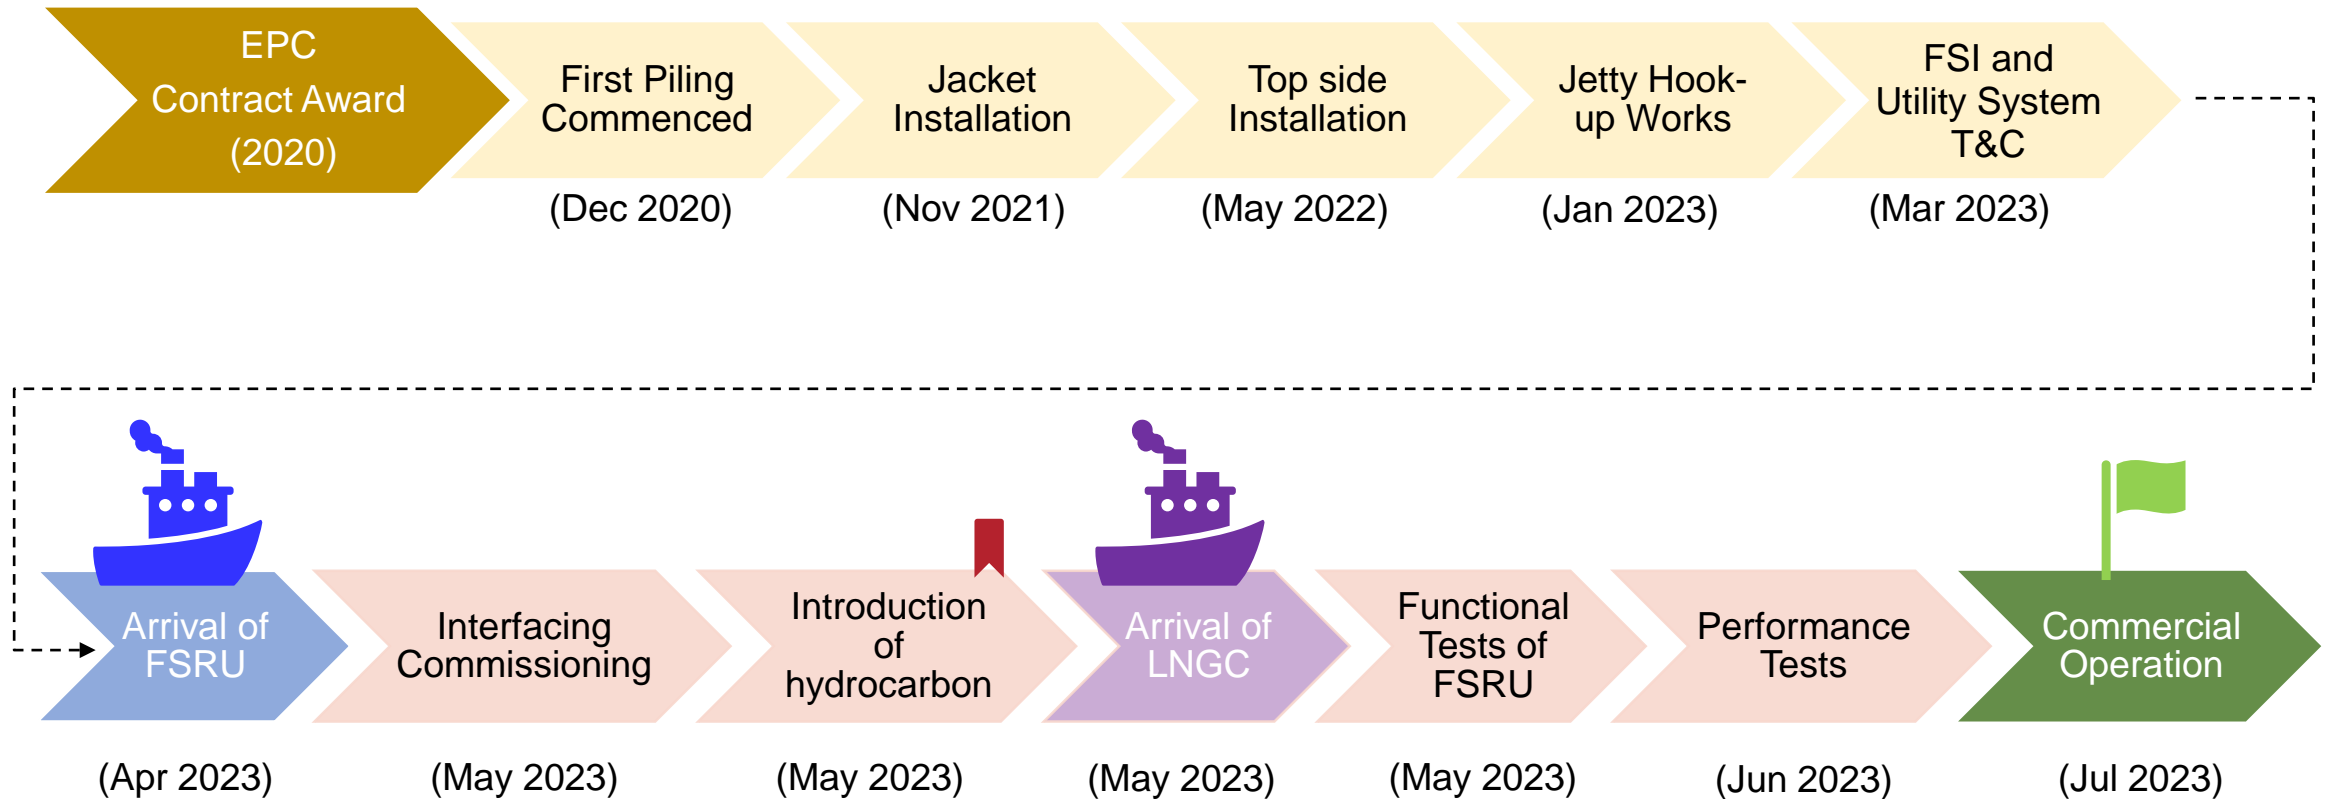 EPC
Contract Award
(2020)
First Piling
Commenced
(Dec 2020)
Jacket
Installation
(Nov 2021)
Top side
Installation
(May 2022)
Jetty Hook-
up Works
(Jan 2023)
FSI and
Utility System
T&C
(Mar 2023)
Arrival of
FSRU
(Apr 2023)
Interfacing
Commissioning
(May 2023)
Introduction
of
hydrocarbon
(May 2023)
Arrival of
LNGC
(May 2023)
Functional
Tests of
FSRU
(May 2023)
Performance
Tests
(Jun 2023)
Commercial
Operation
(Jul 2023)